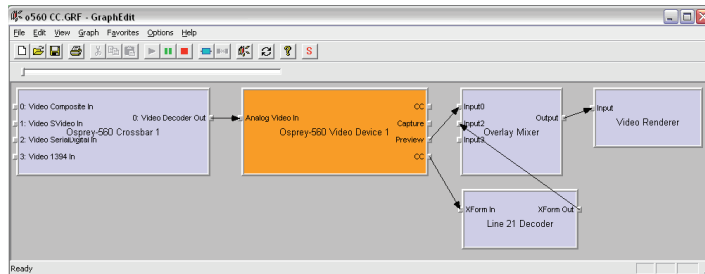 o560 CC.GRF - GraphEdit
File Edit View Graph Favorites Options Help
S
0: Video Composite In
0: Video Decoder Out
1: Video SVideo In
Osprey-560 Crossbar 1
2: Video SerialDigital In
3: Video 1394 In
Analog Video In
CC
Capture
Osprey-560 Video Device 1
Preview
CC
Input0
Output
Input2
Overlay Mixer
Input3
Input
Video Renderer
XForm In
XForm Out
Line 21 Decoder
Ready